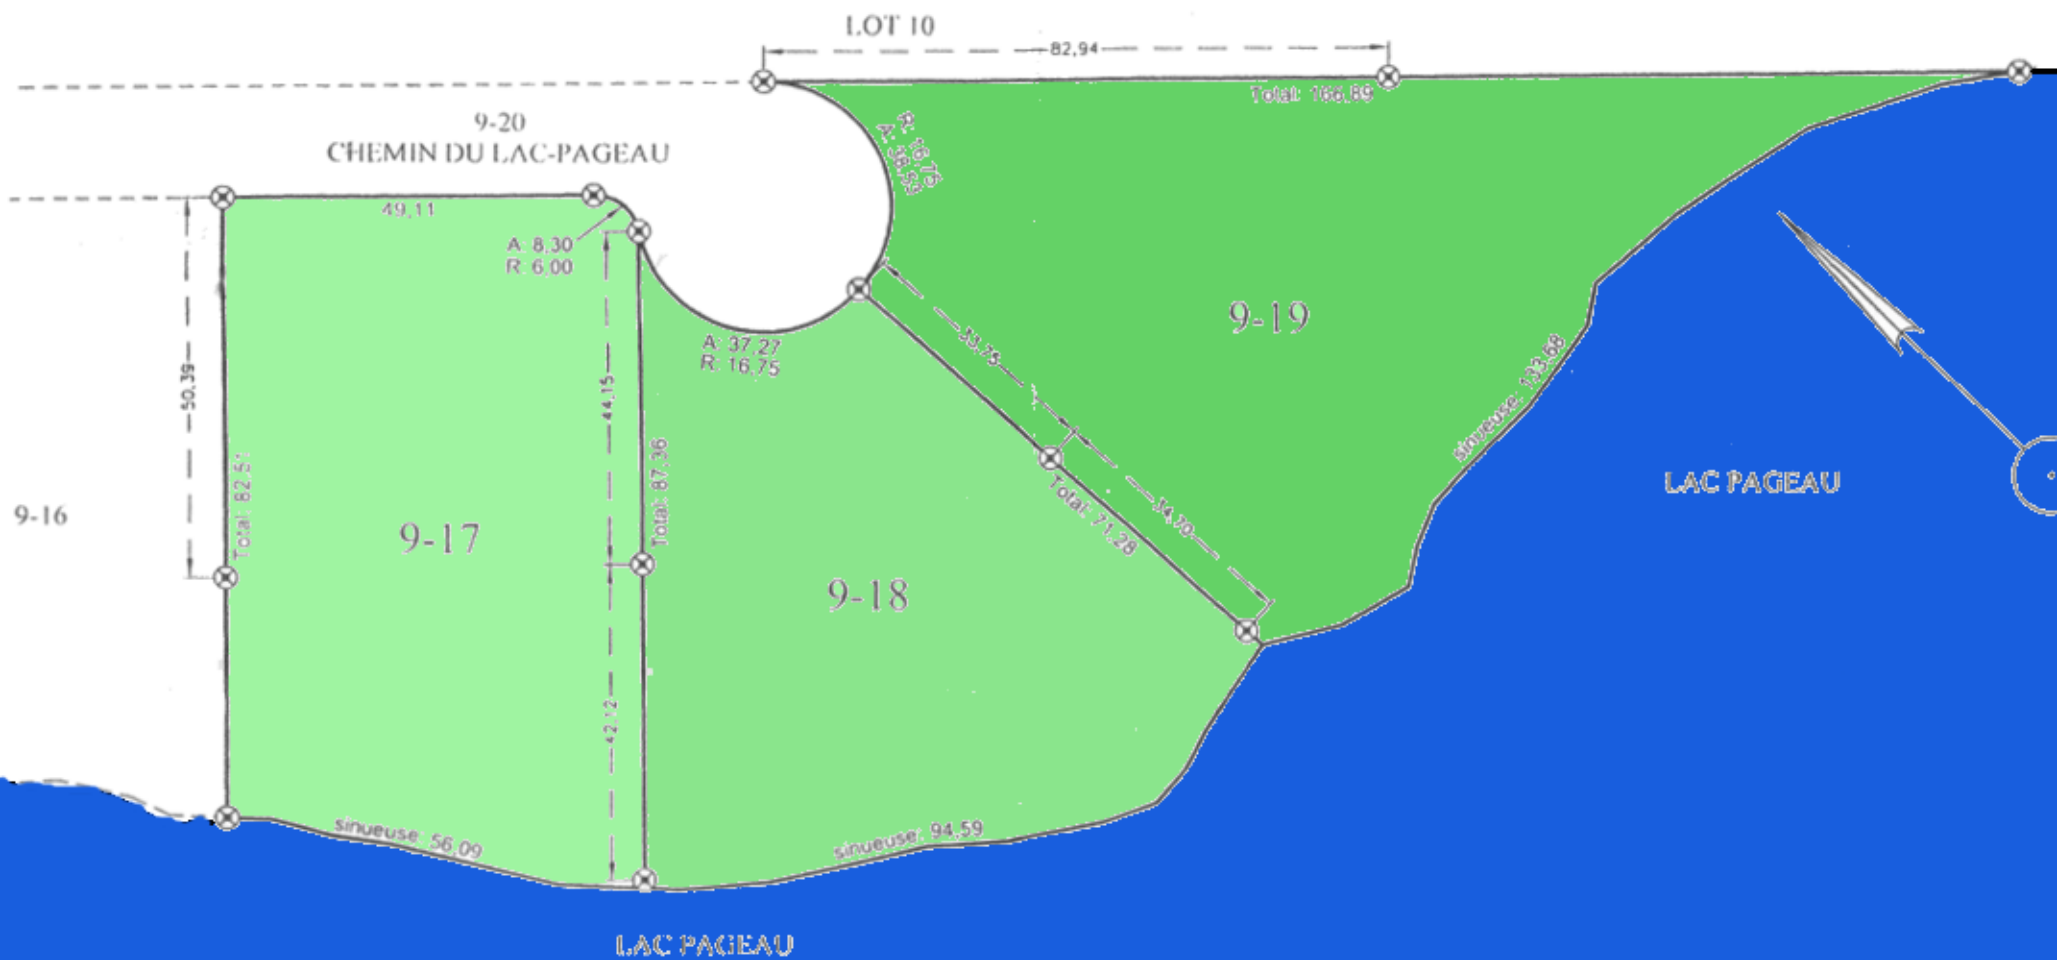 LOT 10
82,94
Total: 166,89
9-20
CHEMIN DU LAC-PAGEAU
R: 16,75
A: 38,53
49,11
A: 8,30
R: 6,00
A: 37,27
R: 16,75
33,75
9-19
50,39
44,15
sinueuse: 133,68
Total: 82,51
Total: 87,36
34,70
Total: 71,28
LAC PAGEAU
9-16
9-17
9-18
42,12
sinueuse: 56,09
sinueuse: 94,59
LAC PAGEAU